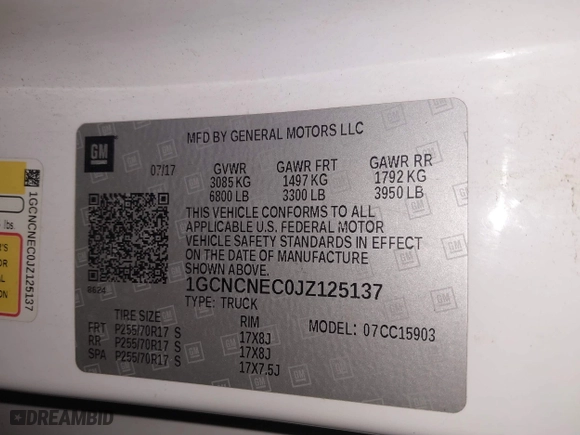 MFD BY GENERAL MOTORS LLC
GM
07/17
GVWR
3085 KG
6800 LB
GAWR FRT
1497 KG
3300 LB
GAWR RR
1792 KG
3950 LB
THIS VEHICLE CONFORMS TO ALL
APPLICABLE U.S. FEDERAL MOTOR
VEHICLE SAFETY STANDARDS IN EFFECT
ON THE DATE OF MANUFACTURE
SHOWN ABOVE.
8624
1GCNCNEC0JZ125137
TYPE: TRUCK
TIRE SIZE
RIM
MODEL: 07CC15903
FRT P255/70R17 S 17X8J
RR P255/70R17 S 17X8J
SPA P255/70R17 S 17X7.5J
1GCNCNEC0JZ125137
lbs.
DREAMBID